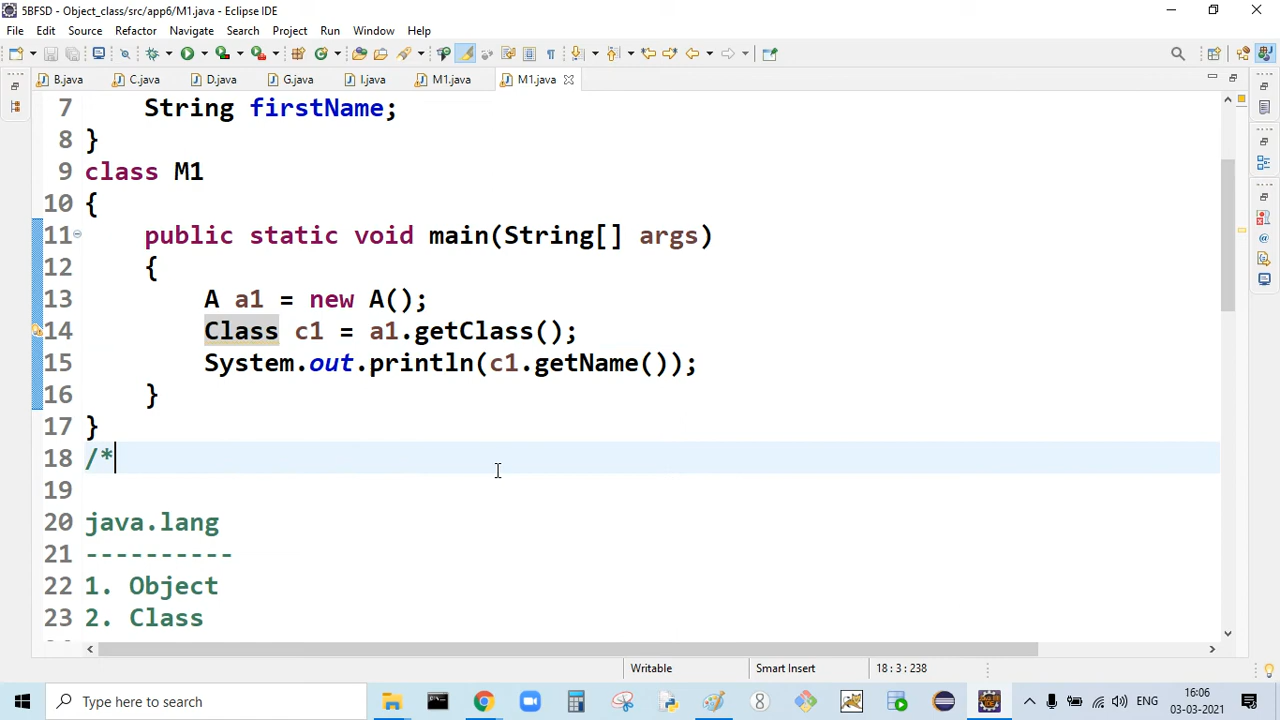 5BFSD - Object_class/src/app6/M1.java - Eclipse IDE
File Edit Source Refactor Navigate Search Project Run Window Help
B.java C.java D.java G.java I.java M1.java M1.java
7 String firstName;
8 }
9 class M1
10 {
11 public static void main(String[] args)
12 {
13 A a1 = new A();
14 Class c1 = a1.getClass();
15 System.out.println(c1.getName());
16 }
17 }
18 /*
19
20 java.lang
21 ----------
22 1. Object
23 2. Class
Writable Smart Insert 18 : 3 : 238
Type here to search
ENG 6:06
03-03-2021